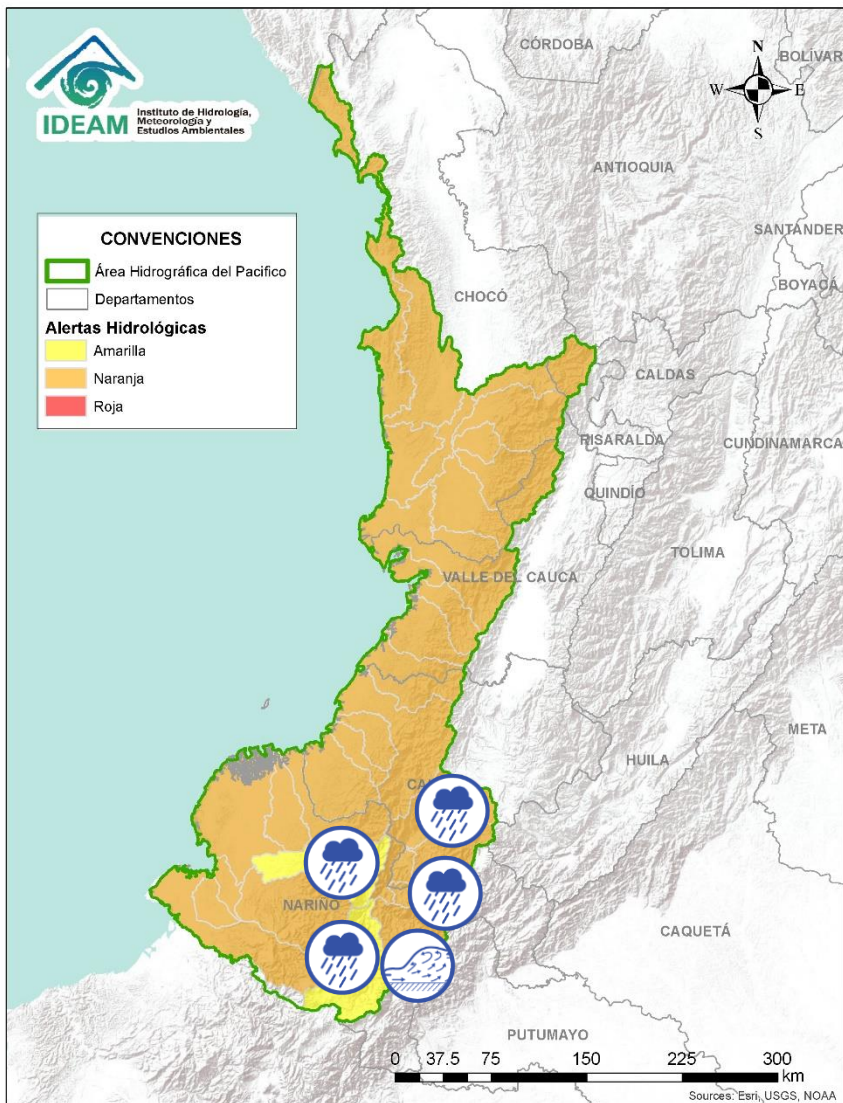 IDEAM
Instituto de Hidrología,
Meteorología y
Estudios Ambientales
CÓRDOBA
BOLÍVAR
N
W E
S
ANTIOQUIA
SANTANDER
BOYACÁ
CONVENCIONES
Área Hidrográfica del Pacifico
Departamentos
Alertas Hidrológicas
Amarilla
Naranja
Roja
CHOCÓ
CALDAS
RISARALDA
CUNDINAMARCA
QUINDÍO
TOLIMA
VALLE DEL CAUCA
META
HUILA
NARIÑO
CAQUETÁ
PUTUMAYO
0 37.5 75 150 225 300
km
Sources: Esri, USGS, NOAA